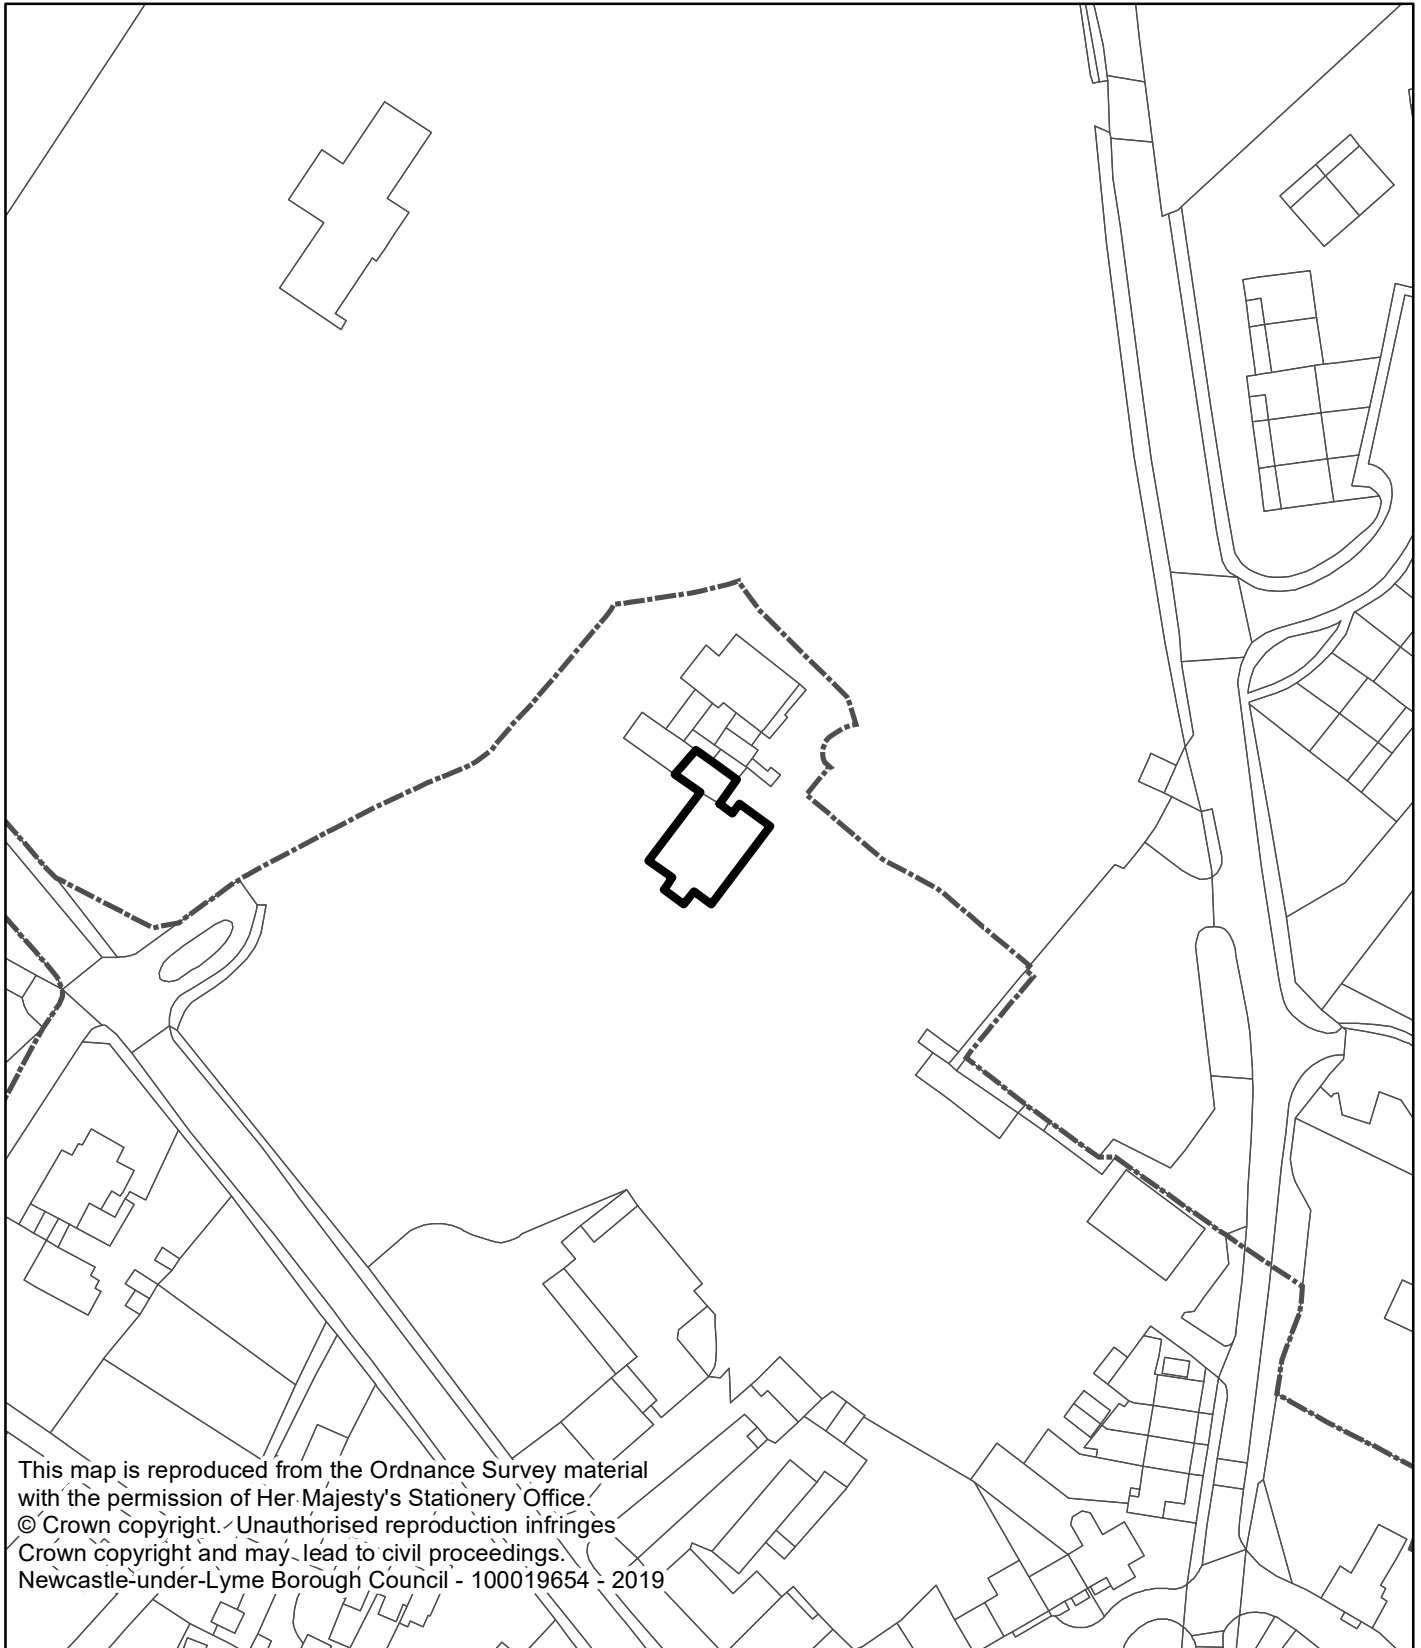 This map is reproduced from the Ordnance Survey material
with the permission of Her Majesty's Stationery Office.
© Crown copyright. Unauthorised reproduction infringes
Crown copyright and may lead to civil proceedings.
Newcastle-under-Lyme Borough Council - 100019654 - 2019